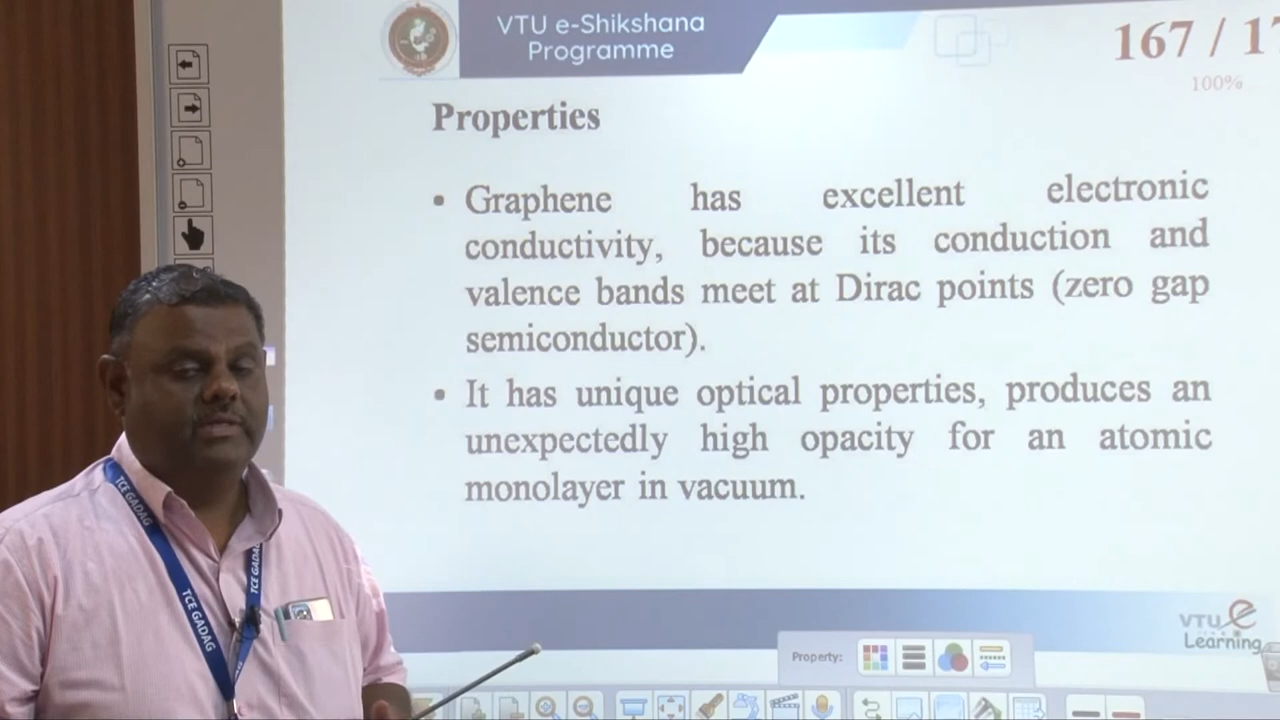 VTU e-Shikshana
Programme
167 / 17
100%
Properties
• Graphene has excellent electronic
conductivity, because its conduction and
valence bands meet at Dirac points (zero gap
semiconductor).
• It has unique optical properties, produces an
unexpectedly high opacity for an atomic
monolayer in vacuum.
TCE GADAG
TCE GADAG
TCE GADAG
VTU e
Learning
Property: